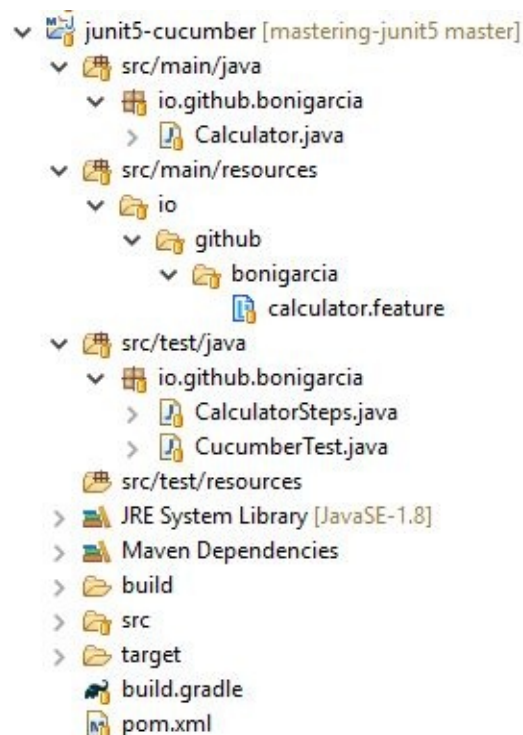 junit5-cucumber [mastering-junit5 master]
src/main/java
io.github.bonigarcia
Calculator.java
src/main/resources
io
github
bonigarcia
calculator.feature
src/test/java
io.github.bonigarcia
CalculatorSteps.java
CucumberTest.java
src/test/resources
JRE System Library [JavaSE-1.8]
Maven Dependencies
build
src
target
build.gradle
pom.xml